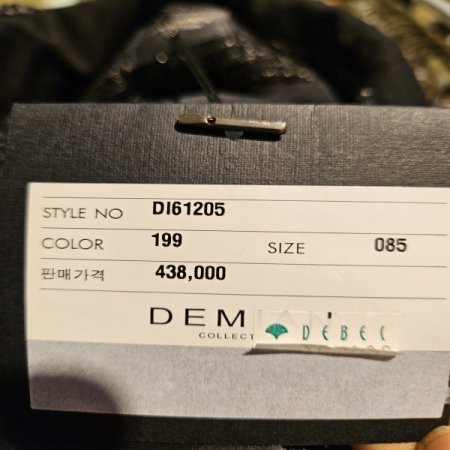 STYLE NO DI61205
COLOR 199 SIZE 085
판매가격 438,000
DEM
COLLECT
DEBEC